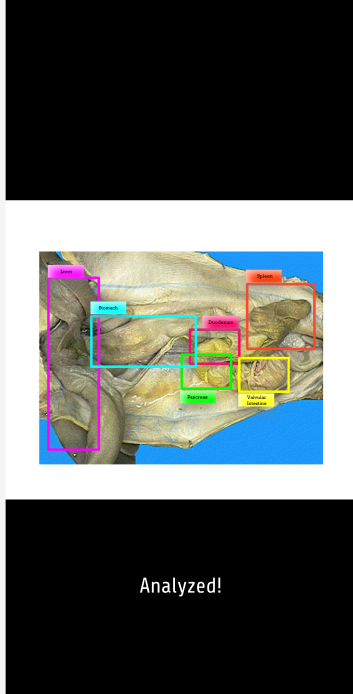 Liver
Spleen
Stomach
Duodenum
Pancreas
Valvular
Intestine
Analyzed!